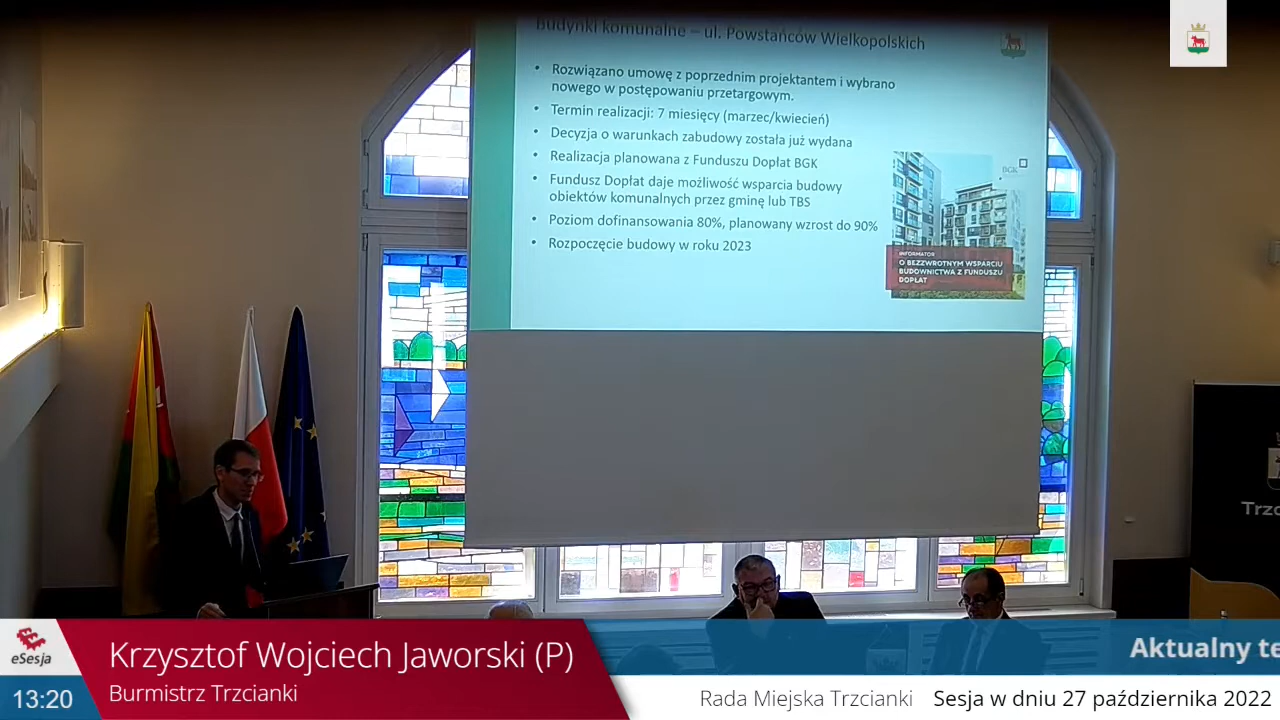 Budynki komunalne – ul. Powstańców Wielkopolskich
• Rozwiązano umowę z poprzednim projektantem i wybrano
nowego w postępowaniu przetargowym.
• Termin realizacji: 7 miesięcy (marzec/kwiecień)
• Decyzja o warunkach zabudowy została już wydana
• Realizacja planowana z Funduszu Dopłat BGK
• Fundusz Dopłat daje możliwość wsparcia budowy
obiektów komunalnych przez gminę lub TBS
• Poziom dofinansowania 80%, planowany wzrost do 90%
• Rozpoczęcie budowy w roku 2023
BGK
INFORMATOR
O BEZZWROTNYM WSPARCIU
BUDOWNICTWA Z FUNDUSZU
DOPŁAT
Trzc
eSesja
13:20
Krzysztof Wojciech Jaworski (P)
Burmistrz Trzcianki
Aktualny te
Rada Miejska Trzcianki Sesja w dniu 27 października 2022